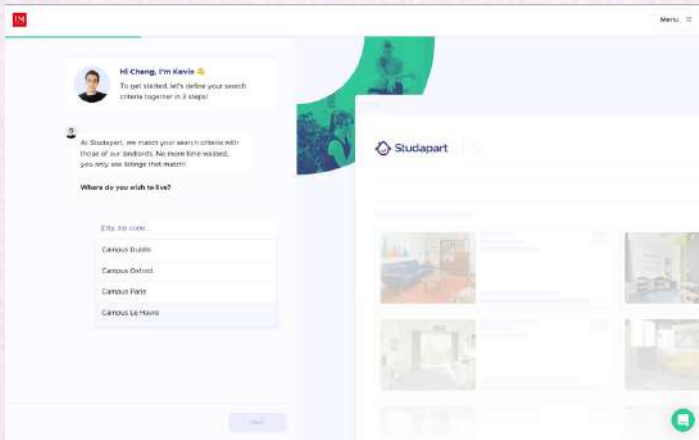 Menu
Hi Cheng, I'm Kevin
To get started, let's define your search
criteria together in 3 steps!
At Studapart, we match your search criteria with
those of our landlords. No more time wasted,
you only see listings that match!
Where do you wish to live?
City, zip code...
Campus Dublin
Campus Oxford
Campus Paris
Campus Le Havre
Next
Studapart